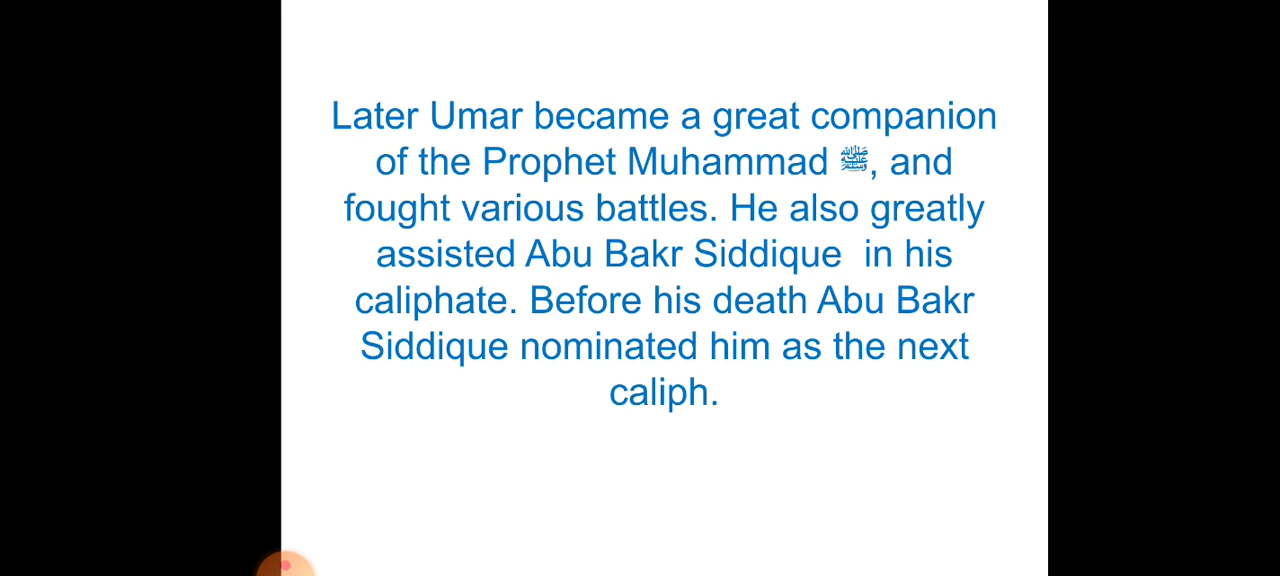 Later Umar became a great companion
of the Prophet Muhammad ﷺ, and
fought various battles. He also greatly
assisted Abu Bakr Siddique  in his
caliphate. Before his death Abu Bakr
Siddique nominated him as the next
caliph.